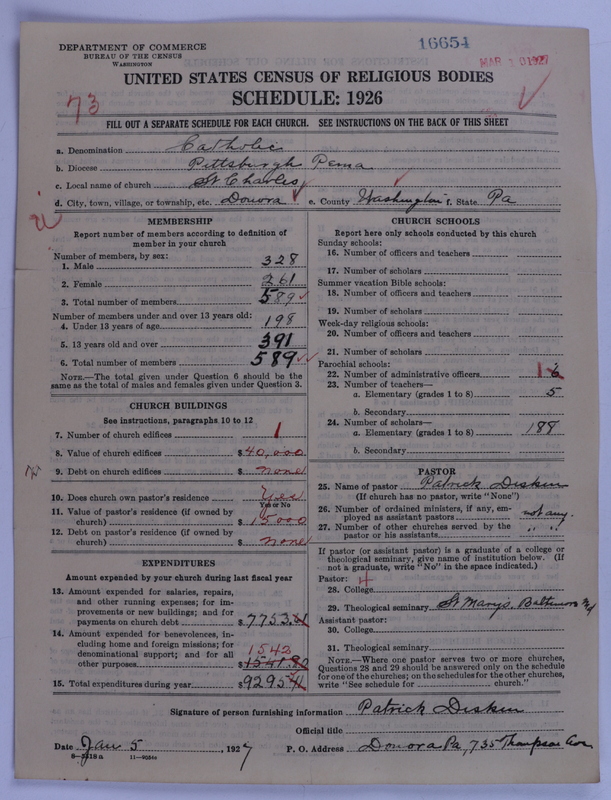 DEPARTMENT OF COMMERCE
BUREAU OF THE CENSUS
WASHINGTON
16654
MAR 10 1927
UNITED STATES CENSUS OF RELIGIOUS BODIES
SCHEDULE: 1926
73
FILL OUT A SEPARATE SCHEDULE FOR EACH CHURCH. SEE INSTRUCTIONS ON THE BACK OF THIS SHEET
a. Denomination Catholic
b. Diocese Pittsburgh Penna
c. Local name of church St Charles
d. City, town, village, or township, etc. Donora e. County Washington f. State Pa
MEMBERSHIP
Report number of members according to definition of
member in your church
Number of members, by sex:
1. Male 328
2. Female 261
3. Total number of members 589
Number of members under and over 13 years old:
4. Under 13 years of age 198
5. 13 years old and over 391
6. Total number of members 589
NOTE.—The total given under Question 6 should be the
same as the total of males and females given under Question 3.
CHURCH BUILDINGS
See instructions, paragraphs 10 to 12
7. Number of church edifices 1
8. Value of church edifices $40,000
9. Debt on church edifices $ none
10. Does church own pastor's residence Yes
Yes or No
11. Value of pastor's residence (if owned by
church) $15000
12. Debt on pastor's residence (if owned by
church) $ none
EXPENDITURES
Amount expended by your church during last fiscal year
13. Amount expended for salaries, repairs,
and other running expenses; for im-
provements or new buildings; and for
payments on church debt $7753.
14. Amount expended for benevolences, in-
cluding home and foreign missions; for
denominational support; and for all
1542
other purposes $1541
15. Total expenditures during year $9295
CHURCH SCHOOLS
Report here only schools conducted by this church
Sunday schools:
16. Number of officers and teachers
17. Number of scholars
Summer vacation Bible schools:
18. Number of officers and teachers
19. Number of scholars
Week-day religious schools:
20. Number of officers and teachers
21. Number of scholars
Parochial schools:
22. Number of administrative officers 1 6
23. Number of teachers—
a. Elementary (grades 1 to 8) 5
b. Secondary
24. Number of scholars—
a. Elementary (grades 1 to 8) 188
b. Secondary
PASTOR
25. Name of pastor Patrick Diskin
(If church has no pastor, write "None")
26. Number of ordained ministers, if any, em-
ployed as assistant pastors not any
27. Number of other churches served by the
pastor or his assistants " "
If pastor (or assistant pastor) is a graduate of a college or
theological seminary, give name of institution below. (If
not a graduate, write "No" in the space indicated.)
Pastor: 4
28. College
29. Theological seminary St Mary's Baltimore Md
Assistant pastor:
30. College
31. Theological seminary
NOTE.—Where one pastor serves two or more churches,
Questions 28 and 29 should be answered only on the schedule
for one of the churches; on the schedules for the other churches,
write "See schedule for church."
Signature of person furnishing information Patrick Diskin
Official title
Date Jan 5, 1927 P. O. Address Donora Pa, 735 Thompson Ave